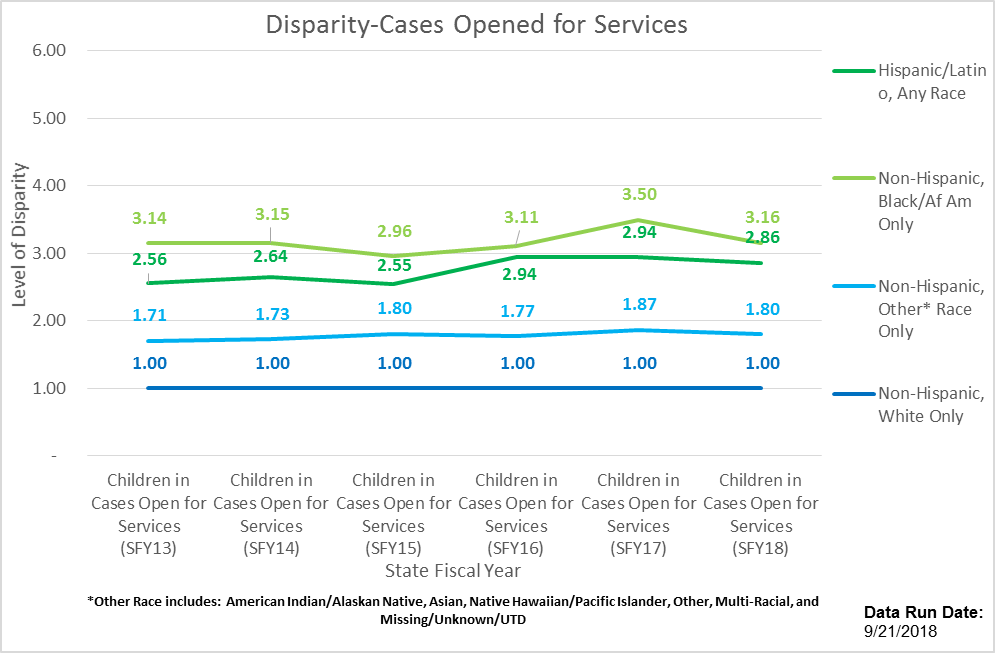 Disparity-Cases Opened for Services
6.00
5.00
4.00
3.00
2.00
1.00
-
Level of Disparity
3.14
3.15
2.96
3.11
3.50
3.16
2.56
2.64
2.55
2.94
2.94
2.86
1.71
1.73
1.80
1.77
1.87
1.80
1.00
1.00
1.00
1.00
1.00
1.00
Hispanic/Latin
o, Any Race
Non-Hispanic,
Black/Af Am
Only
Non-Hispanic,
Other* Race
Only
Non-Hispanic,
White Only
Children in
Cases Open for
Services
(SFY13)
Children in
Cases Open for
Services
(SFY14)
Children in
Cases Open for
Services
(SFY15)
Children in
Cases Open for
Services
(SFY16)
Children in
Cases Open for
Services
(SFY17)
Children in
Cases Open for
Services
(SFY18)
State Fiscal Year
*Other Race includes: American Indian/Alaskan Native, Asian, Native Hawaiian/Pacific Islander, Other, Multi-Racial, and
Missing/Unknown/UTD
Data Run Date:
9/21/2018